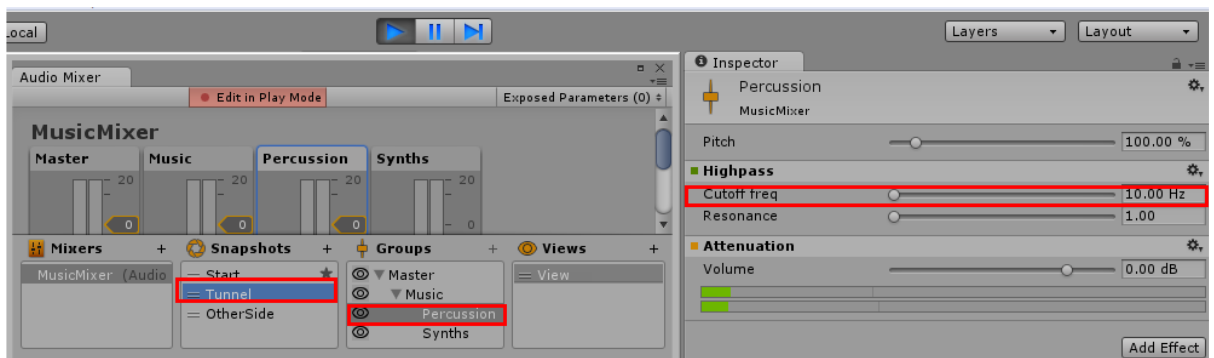 Local
Layers
Layout
Audio Mixer
Edit in Play Mode
Exposed Parameters (0)
MusicMixer
Master Music Percussion Synths
20 20 20 20
0 0 0 0
Mixers + Snapshots + Groups + Views +
MusicMixer (Audio
Start
Tunnel
OtherSide
Master
Music
Percussion
Synths
View
Inspector
Percussion
MusicMixer
Pitch 100.00 %
Highpass
Cutoff freq 10.00 Hz
Resonance 1.00
Attenuation
Volume 0.00 dB
Add Effect